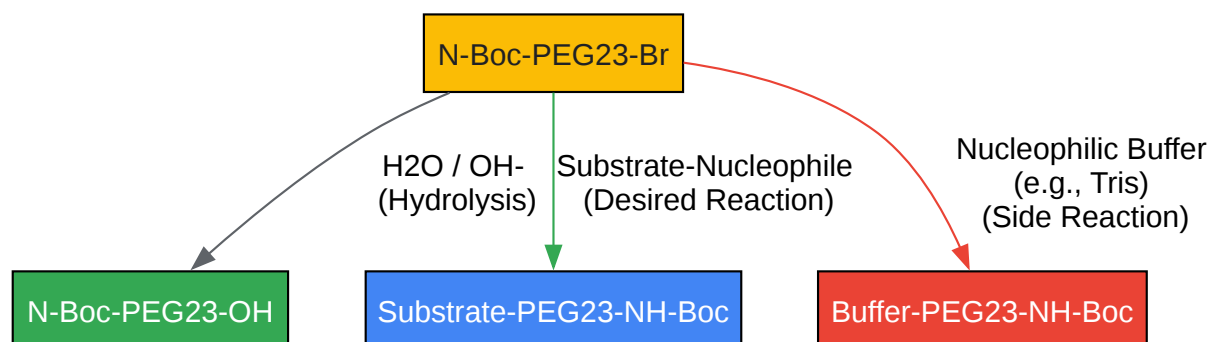 N-Boc-PEG23-Br
H2O / OH-
(Hydrolysis)
Substrate-Nucleophile
(Desired Reaction)
Nucleophilic Buffer
(e.g., Tris)
(Side Reaction)
N-Boc-PEG23-OH
Substrate-PEG23-NH-Boc
Buffer-PEG23-NH-Boc